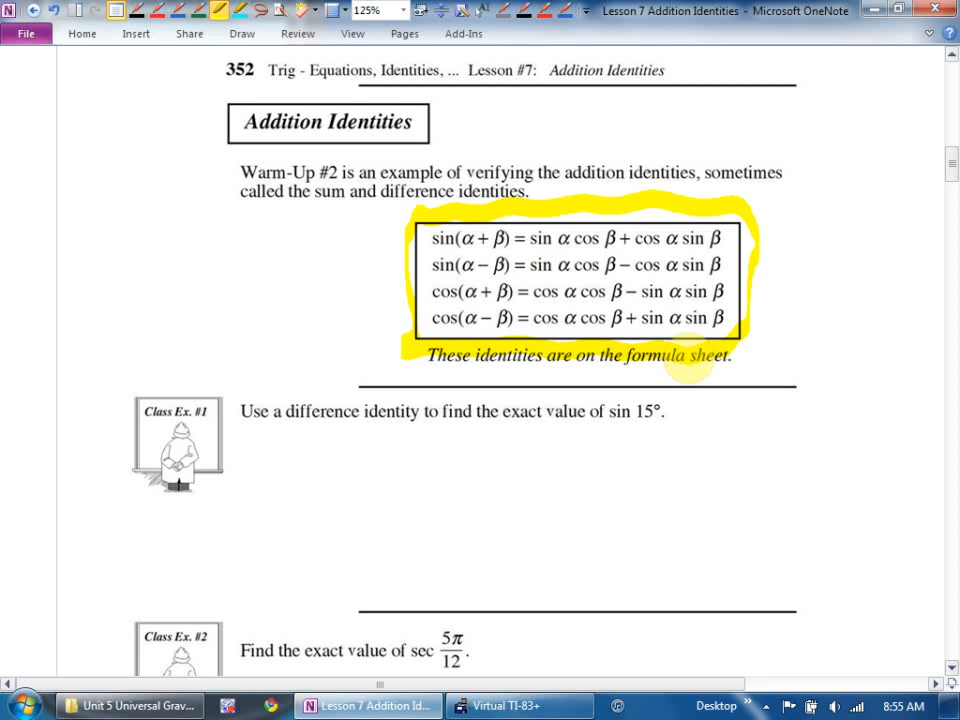 125%
Lesson 7 Addition Identities - Microsoft OneNote
File Home Insert Share Draw Review View Pages Add-Ins
352 Trig - Equations, Identities, ... Lesson #7: Addition Identities
Addition Identities
Warm-Up #2 is an example of verifying the addition identities, sometimes
called the sum and difference identities.
sin(α + β) = sin α cos β + cos α sin β
sin(α − β) = sin α cos β − cos α sin β
cos(α + β) = cos α cos β − sin α sin β
cos(α − β) = cos α cos β + sin α sin β
These identities are on the formula sheet.
Class Ex. #1
Use a difference identity to find the exact value of sin 15°.
Class Ex. #2
Find the exact value of sec 5π/12.
Unit 5 Universal Grav... Lesson 7 Addition Id... Virtual TI-83+ Desktop 8:55 AM